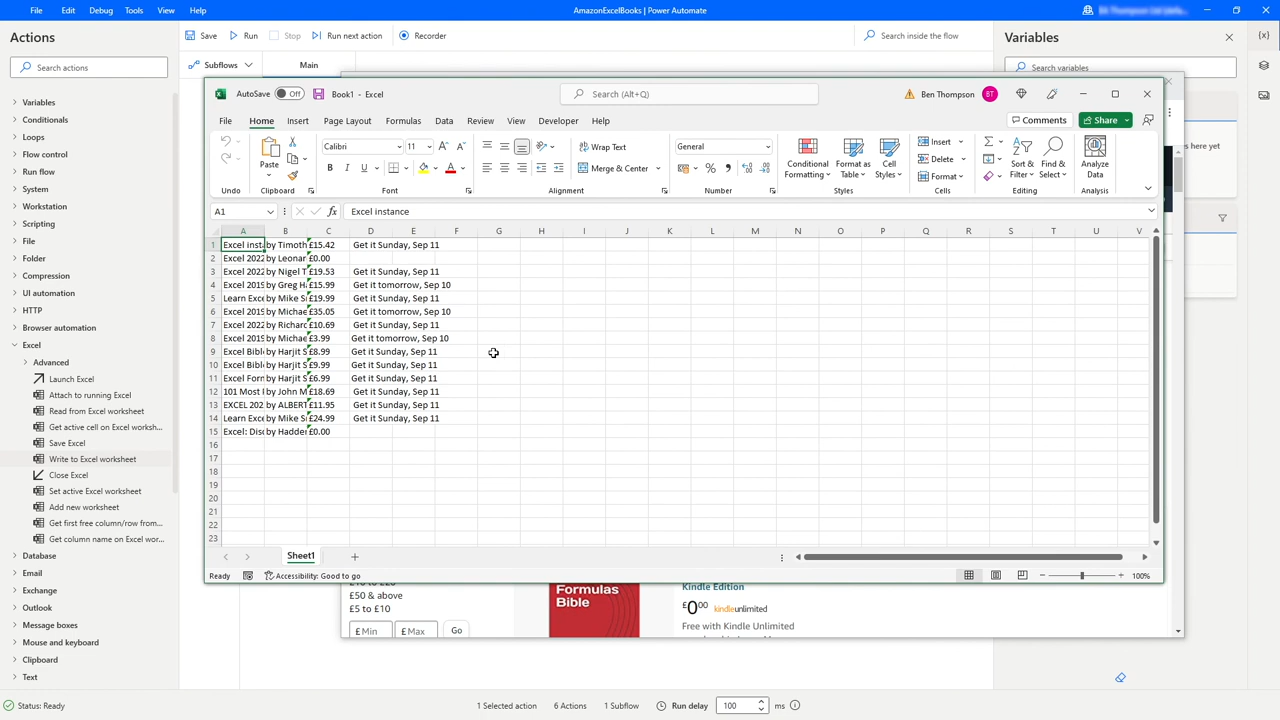 File Edit Debug Tools View Help AmazonExcelBooks | Power Automate
Actions
Search actions
Variables
Conditionals
Loops
Flow control
Run flow
System
Workstation
Scripting
File
Folder
Compression
UI automation
HTTP
Browser automation
Excel
Advanced
Launch Excel
Attach to running Excel
Read from Excel worksheet
Get active cell on Excel worksh...
Save Excel
Write to Excel worksheet
Close Excel
Set active Excel worksheet
Add new worksheet
Get first free column/row from...
Get column name on Excel wor...
Database
Email
Exchange
Outlook
Message boxes
Mouse and keyboard
Clipboard
Text
Save Run Stop Run next action Recorder Search inside the flow
Subflows Main
Variables {x}
Search variables
AutoSave Off Book1 - Excel Search (Alt+Q) Ben Thompson BT
File Home Insert Page Layout Formulas Data Review View Developer Help Comments Share
Paste Calibri 11 Wrap Text General Conditional Format as Cell Insert Sort & Find & Analyze
B I U Merge & Center % Formatting Table Styles Delete Filter Select Data
Format
Undo Clipboard Font Alignment Number Styles Cells Editing Analysis
A1 fx Excel instance
A B C D E F G H I J K L M N O P Q R S T U V
1 Excel inst by Timoth £15.42 Get it Sunday, Sep 11
2 Excel 2022 by Leonar £0.00
3 Excel 2022 by Nigel T £19.53 Get it Sunday, Sep 11
4 Excel 2019 by Greg H £15.99 Get it tomorrow, Sep 10
5 Learn Exce by Mike S £19.99 Get it Sunday, Sep 11
6 Excel 2019 by Michae £35.05 Get it tomorrow, Sep 10
7 Excel 2022 by Richard £10.69 Get it Sunday, Sep 11
8 Excel 2019 by Michae £3.99 Get it tomorrow, Sep 10
9 Excel Bibl by Harjit S £8.99 Get it Sunday, Sep 11
10 Excel Bibl by Harjit S £9.99 Get it Sunday, Sep 11
11 Excel Forn by Harjit S £6.99 Get it Sunday, Sep 11
12 101 Most by John M £18.69 Get it Sunday, Sep 11
13 EXCEL 202 by ALBERT £11.95 Get it Sunday, Sep 11
14 Learn Exce by Mike S £24.99 Get it Sunday, Sep 11
15 Excel: Dis by Hadder £0.00
16
17
18
19
20
21
22
23
Sheet1
Ready Accessibility: Good to go 100%
£50 & above
£5 to £10
£ Min £ Max Go
Formulas
Bible
Kindle Edition
£0.00 kindleunlimited
Free with Kindle Unlimited
es here yet
Status: Ready 1 Selected action 6 Actions 1 Subflow Run delay 100 ms